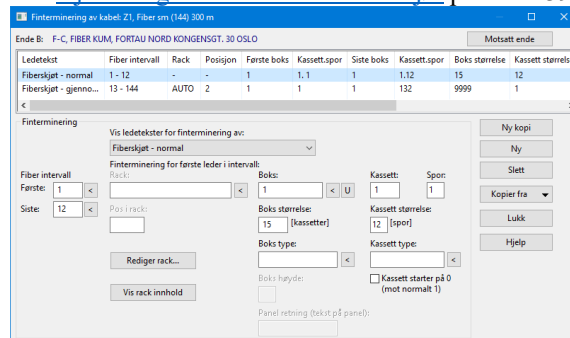 Finterminering av kabel: Z1, Fiber sm (144) 300 m
Ende B: F-C, FIBER KUM, FORTAU NORD KONGENSGT. 30 OSLO
Motsatt ende
Ledetekst Fiber intervall Rack Posisjon Første boks Kassett.spor Siste boks Kassett.spor Boks størrelse Kassett størrels
Fiberskjøt - normal 1 - 12 - - 1 1. 1 1 1.12 15 12
Fiberskjøt - gjenno... 13 - 144 AUTO 2 1 1 1 132 9999 1
Finterminering
Vis ledetekster for finterminering av:
Fiberskjøt - normal
Finterminering for første leder i intervall:
Fiber intervall Rack: Boks: Kassett: Spor:
Første: 1 < < 1 < U 1 1
Siste: 12 < Pos i rack: Boks størrelse: Kassett størrelse:
15 [kassetter] 12 [spor]
Boks type: Kassett type:
Rediger rack... < <
Boks høyde: Kassett starter på 0
(mot normalt 1)
Vis rack innhold
Panel retning (tekst på panel):
Ny kopi
Ny
Slett
Kopier fra
Lukk
Hjelp